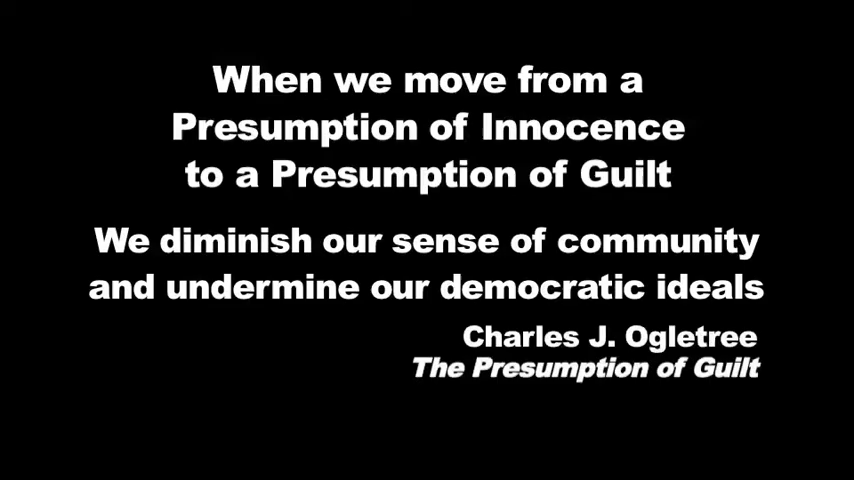 When we move from a
Presumption of Innocence
to a Presumption of Guilt
We diminish our sense of community
and undermine our democratic ideals
Charles J. Ogletree
The Presumption of Guilt